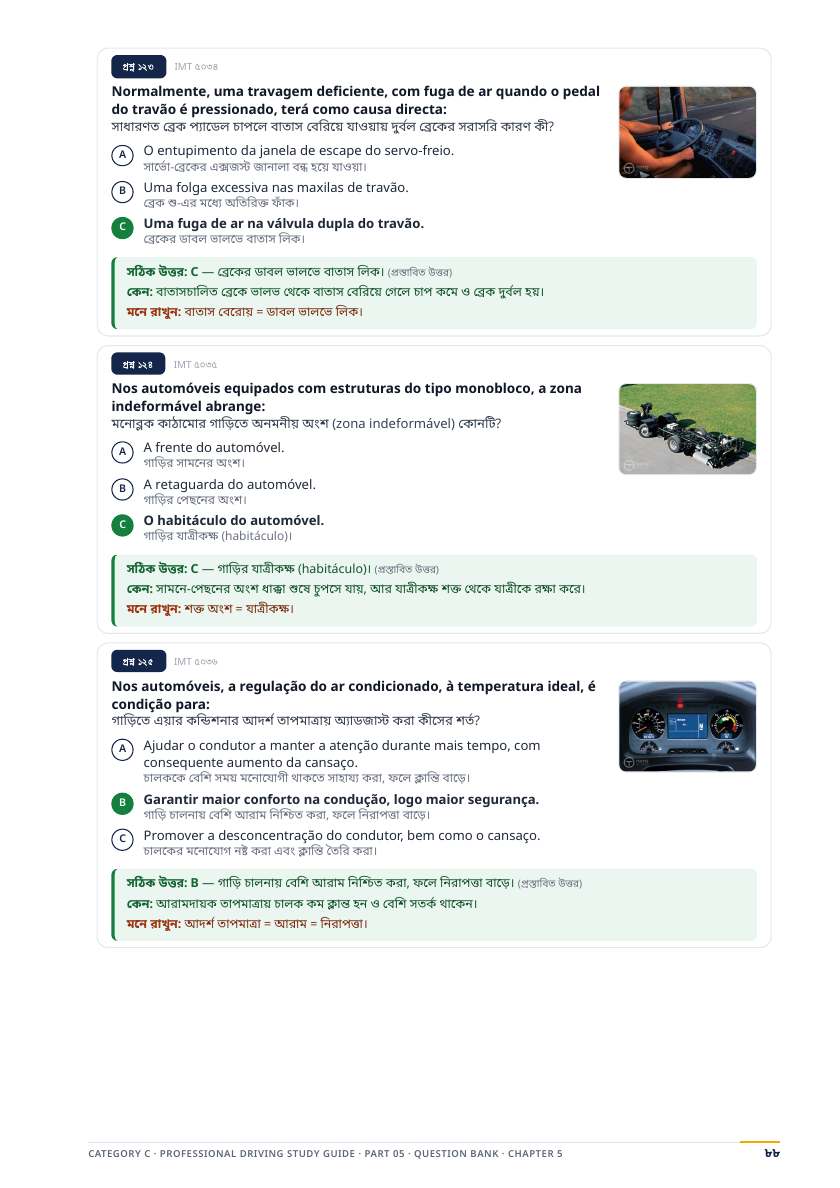 প্রশ্ন ১২৩ IMT ৫০৩৪
Normalmente, uma travagem deficiente, com fuga de ar quando o pedal
do travão é pressionado, terá como causa directa:
সাধারণত ব্রেক প্যাডেল চাপলে বাতাস বেরিয়ে যাওয়ায় দুর্বল ব্রেকের সরাসরি কারণ কী?
A O entupimento da janela de escape do servo-freio.
সার্ভো-ব্রেকের এক্সজস্ট জানালা বন্ধ হয়ে যাওয়া।
B Uma folga excessiva nas maxilas de travão.
ব্রেক শু-এর মধ্যে অতিরিক্ত ফাঁক।
C Uma fuga de ar na válvula dupla do travão.
ব্রেকের ডাবল ভালভে বাতাস লিক।
সঠিক উত্তর: C — ব্রেকের ডাবল ভালভে বাতাস লিক। (প্রস্তাবিত উত্তর)
কেন: বাতাসচালিত ব্রেকে ভালভ থেকে বাতাস বেরিয়ে গেলে চাপ কমে ও ব্রেক দুর্বল হয়।
মনে রাখুন: বাতাস বেরোয় = ডাবল ভালভে লিক।
প্রশ্ন ১২৪ IMT ৫০৩৫
Nos automóveis equipados com estruturas do tipo monobloco, a zona
indeformável abrange:
মনোব্লক কাঠামোর গাড়িতে অনমনীয় অংশ (zona indeformável) কোনটি?
A A frente do automóvel.
গাড়ির সামনের অংশ।
B A retaguarda do automóvel.
গাড়ির পেছনের অংশ।
C O habitáculo do automóvel.
গাড়ির যাত্রীকক্ষ (habitáculo)।
সঠিক উত্তর: C — গাড়ির যাত্রীকক্ষ (habitáculo)। (প্রস্তাবিত উত্তর)
কেন: সামনে-পেছনের অংশ ধাক্কা শুষে চুপসে যায়, আর যাত্রীকক্ষ শক্ত থেকে যাত্রীকে রক্ষা করে।
মনে রাখুন: শক্ত অংশ = যাত্রীকক্ষ।
প্রশ্ন ১২৫ IMT ৫০৩৬
Nos automóveis, a regulação do ar condicionado, à temperatura ideal, é
condição para:
গাড়িতে এয়ার কন্ডিশনার আদর্শ তাপমাত্রায় অ্যাডজাস্ট করা কীসের শর্ত?
A Ajudar o condutor a manter a atenção durante mais tempo, com
consequente aumento da cansaço.
চালককে বেশি সময় মনোযোগী থাকতে সাহায্য করা, ফলে ক্লান্তি বাড়ে।
B Garantir maior conforto na condução, logo maior segurança.
গাড়ি চালনায় বেশি আরাম নিশ্চিত করা, ফলে নিরাপত্তা বাড়ে।
C Promover a desconcentração do condutor, bem como o cansaço.
চালকের মনোযোগ নষ্ট করা এবং ক্লান্তি তৈরি করা।
সঠিক উত্তর: B — গাড়ি চালনায় বেশি আরাম নিশ্চিত করা, ফলে নিরাপত্তা বাড়ে। (প্রস্তাবিত উত্তর)
কেন: আরামদায়ক তাপমাত্রায় চালক কম ক্লান্ত হন ও বেশি সতর্ক থাকেন।
মনে রাখুন: আদর্শ তাপমাত্রা = আরাম = নিরাপত্তা।
CATEGORY C · PROFESSIONAL DRIVING STUDY GUIDE · PART 05 · QUESTION BANK · CHAPTER 5 ৮৮